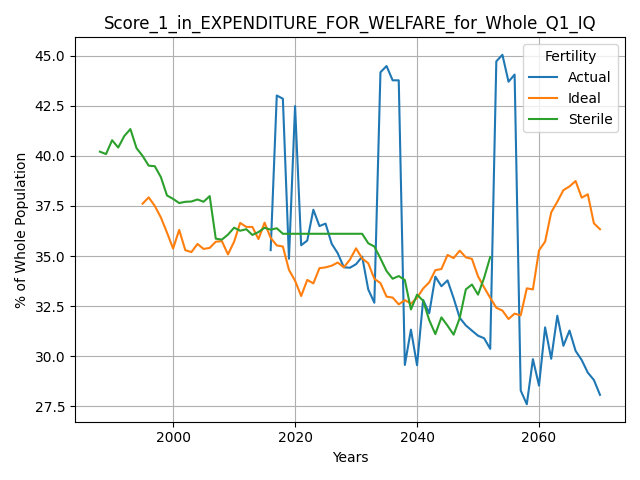 Score_1_in_EXPENDITURE_FOR_WELFARE_for_Whole_Q1_IQ
Fertility
Actual
Ideal
Sterile
% of Whole Population
45.0
42.5
40.0
37.5
35.0
32.5
30.0
27.5
2000
2020
2040
2060
Years